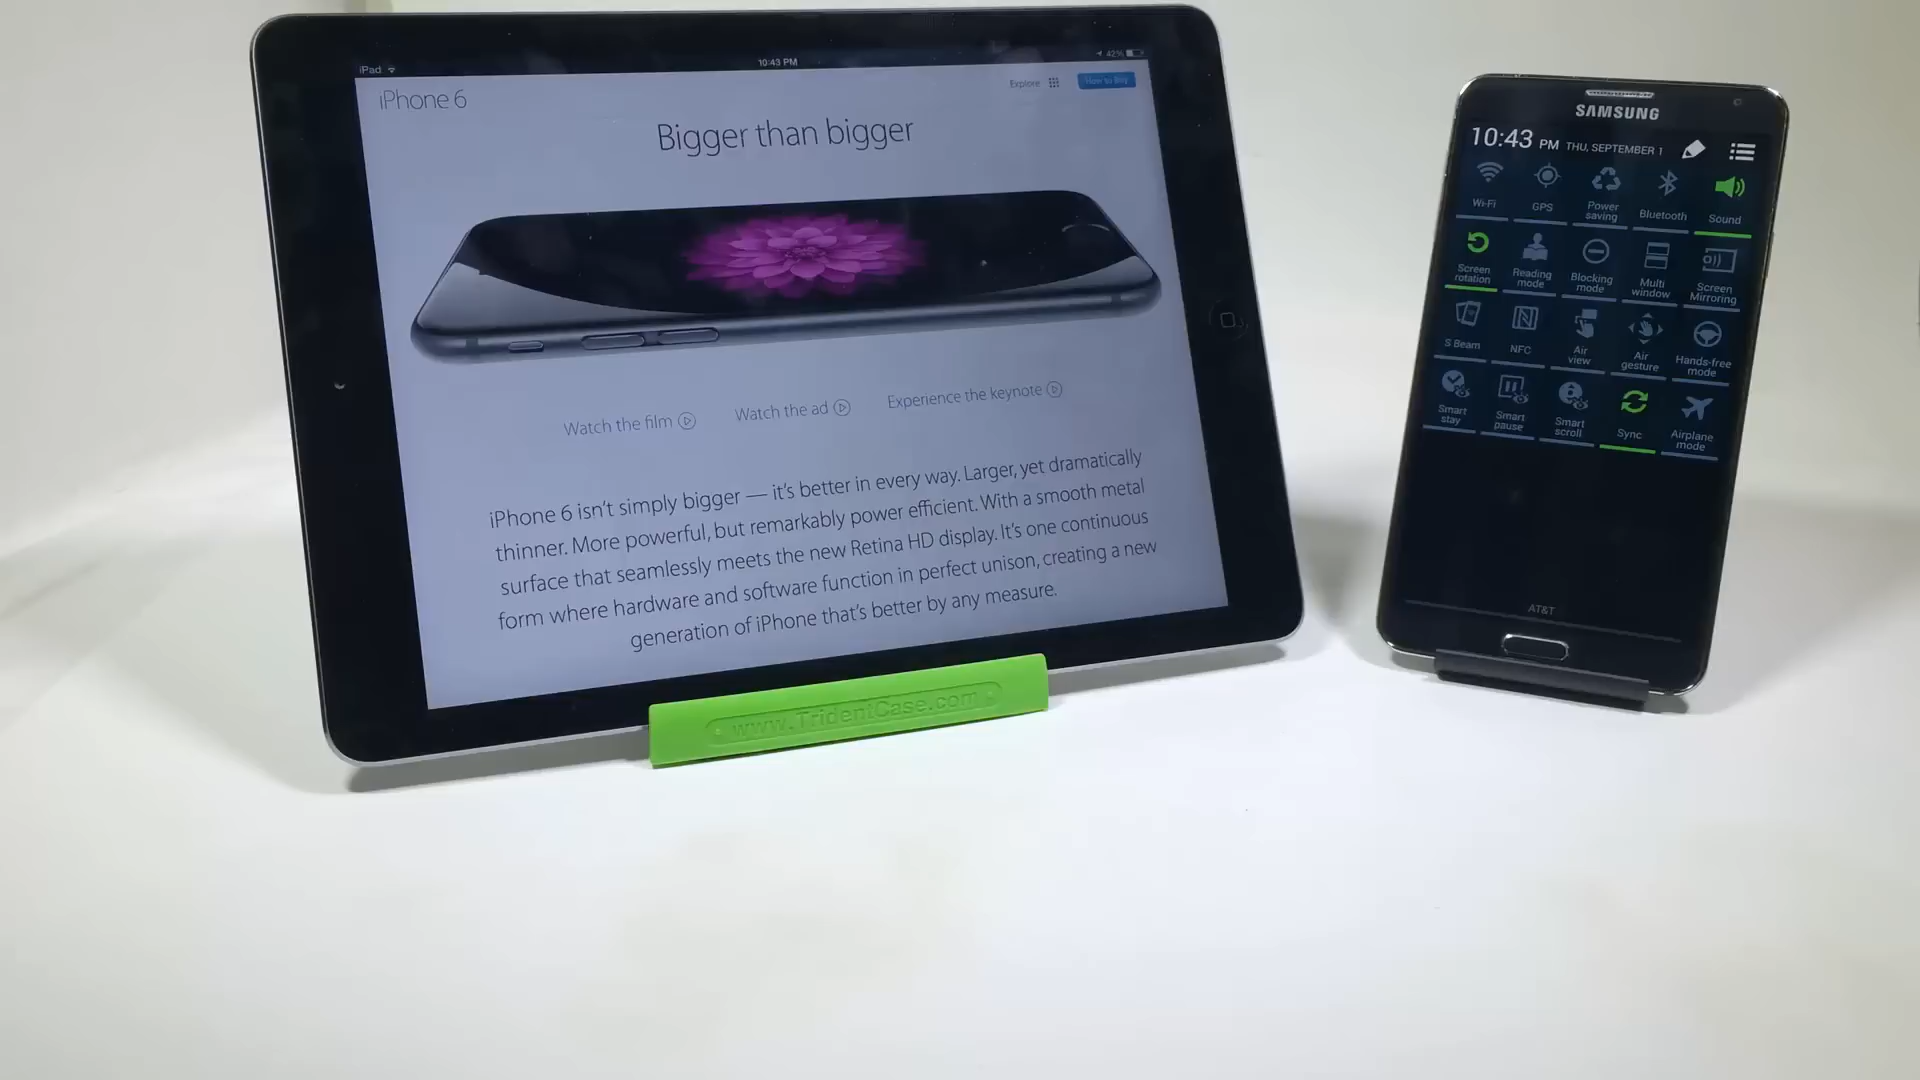 iPad
10:43 PM
42%
iPhone 6
Explore
How to Buy
Bigger than bigger
Watch the film
Watch the ad
Experience the keynote
iPhone 6 isn't simply bigger — it's better in every way. Larger, yet dramatically
thinner. More powerful, but remarkably power efficient. With a smooth metal
surface that seamlessly meets the new Retina HD display. It's one continuous
form where hardware and software function in perfect unison, creating a new
generation of iPhone that's better by any measure.
www.TridentCase.com
SAMSUNG
10:43 PM THU, SEPTEMBER 1
Wi-Fi
GPS
Power
saving
Bluetooth
Sound
Screen
rotation
Reading
mode
Blocking
mode
Multi
window
Screen
Mirroring
S Beam
NFC
Air
view
Air
gesture
Hands-free
mode
Smart
stay
Smart
pause
Smart
scroll
Sync
Airplane
mode
AT&T